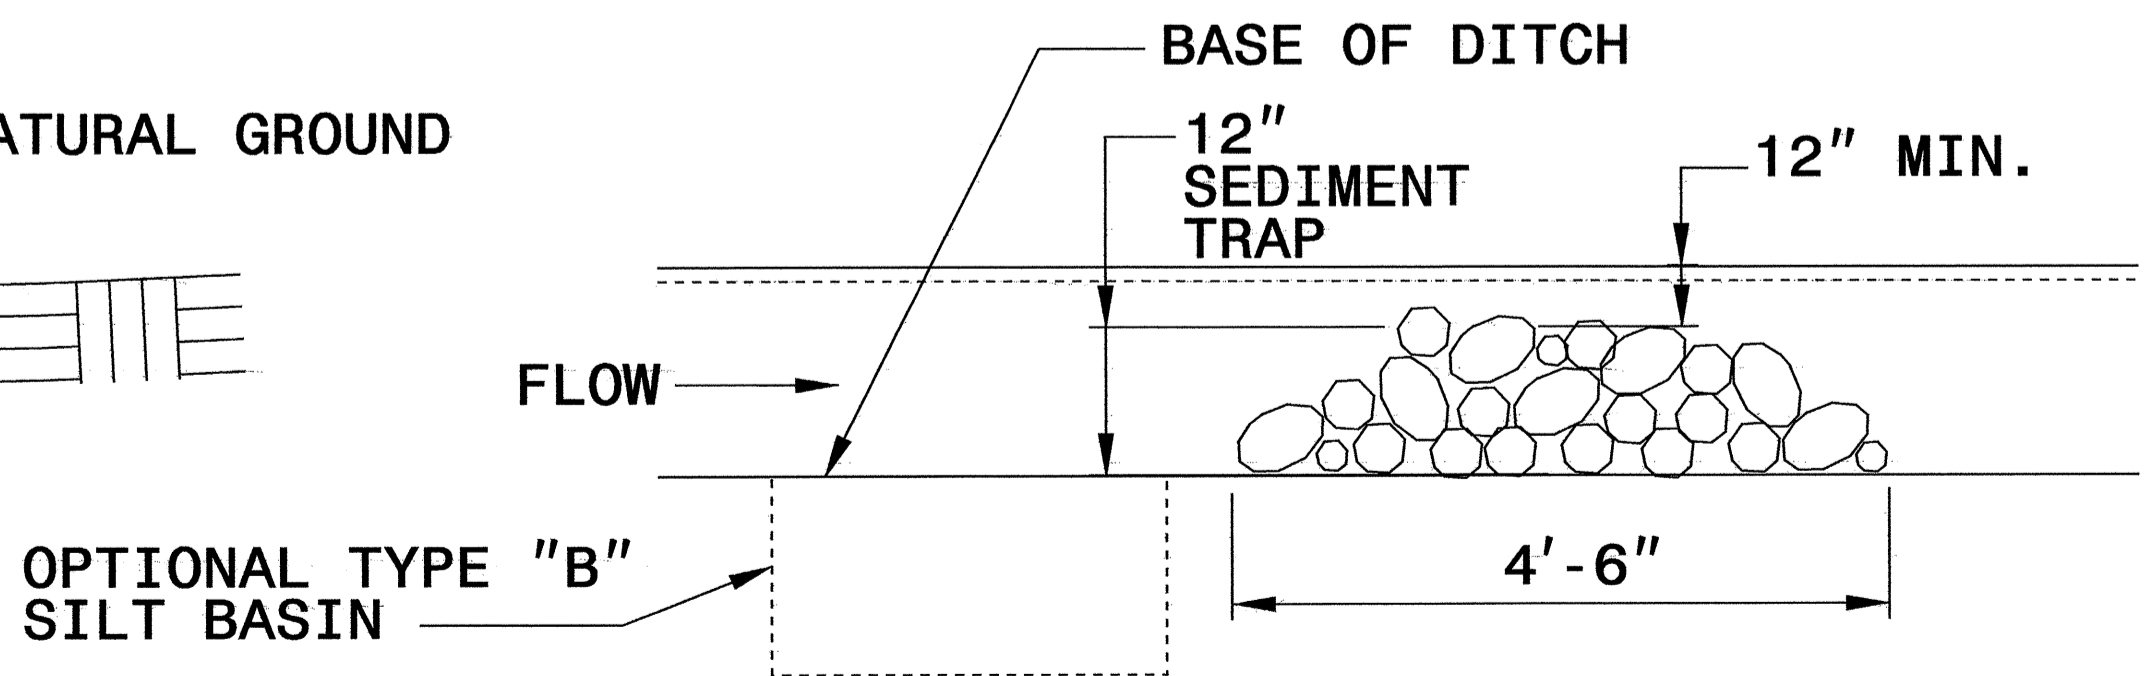 BASE OF DITCH
ATURAL GROUND
12"
SEDIMENT
TRAP
12" MIN.
FLOW
OPTIONAL TYPE "B"
SILT BASIN
4'-6"